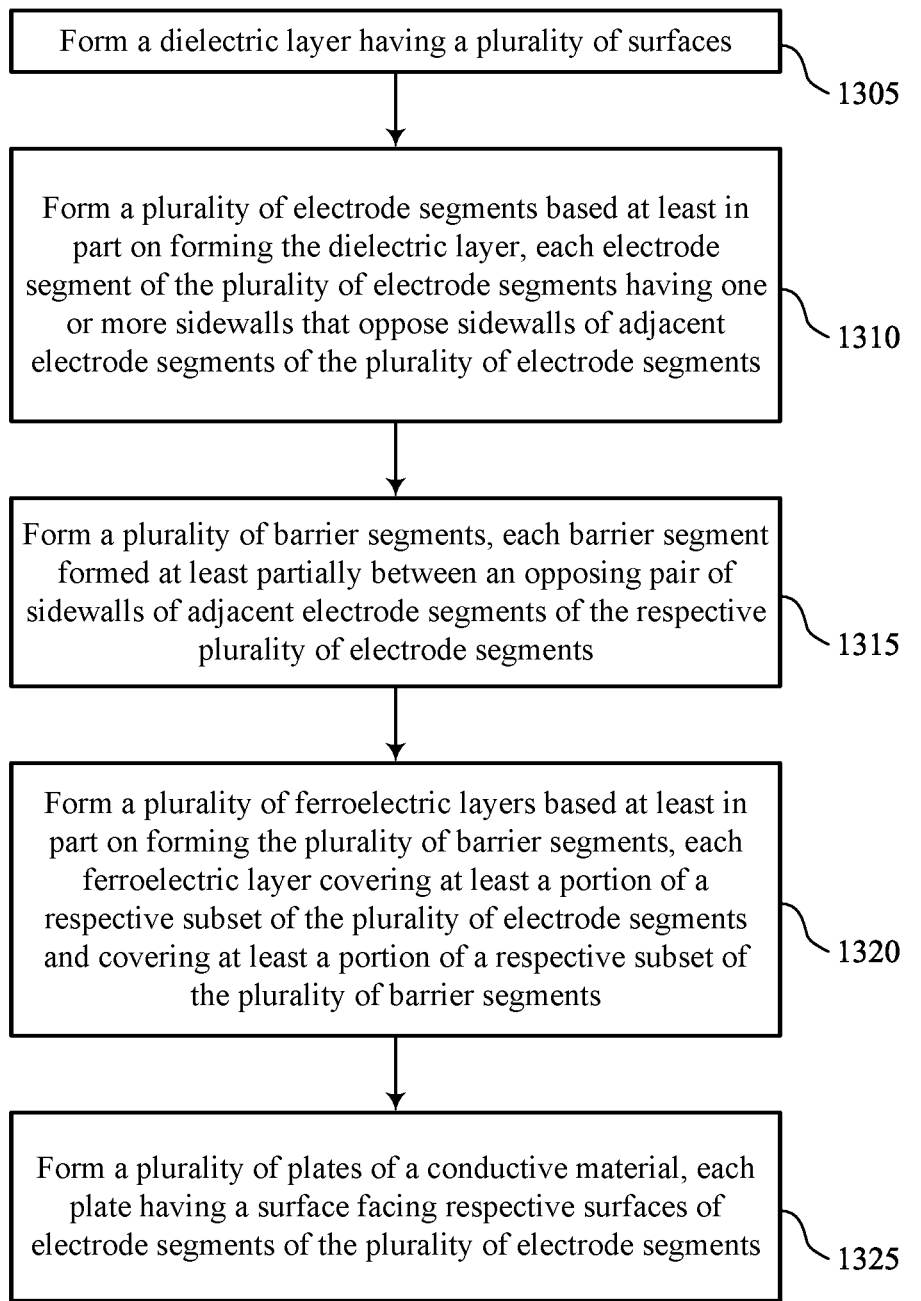 Form a dielectric layer having a plurality of surfaces
1305
Form a plurality of electrode segments based at least in
part on forming the dielectric layer, each electrode
segment of the plurality of electrode segments having one
or more sidewalls that oppose sidewalls of adjacent
electrode segments of the plurality of electrode segments
1310
Form a plurality of barrier segments, each barrier segment
formed at least partially between an opposing pair of
sidewalls of adjacent electrode segments of the respective
plurality of electrode segments
1315
Form a plurality of ferroelectric layers based at least in
part on forming the plurality of barrier segments, each
ferroelectric layer covering at least a portion of a
respective subset of the plurality of electrode segments
and covering at least a portion of a respective subset of
the plurality of barrier segments
1320
Form a plurality of plates of a conductive material, each
plate having a surface facing respective surfaces of
electrode segments of the plurality of electrode segments
1325